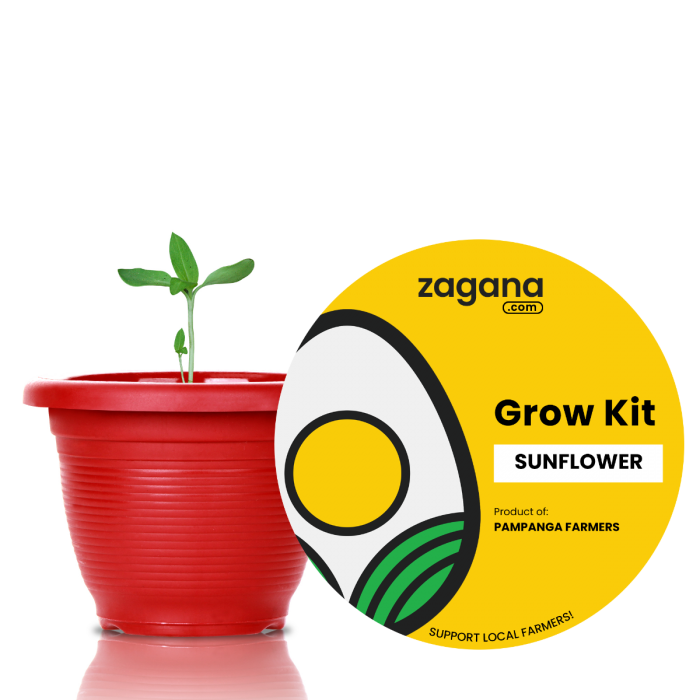 zagana
.com
Grow Kit
SUNFLOWER
Product of:
PAMPANGA FARMERS
SUPPORT LOCAL FARMERS!